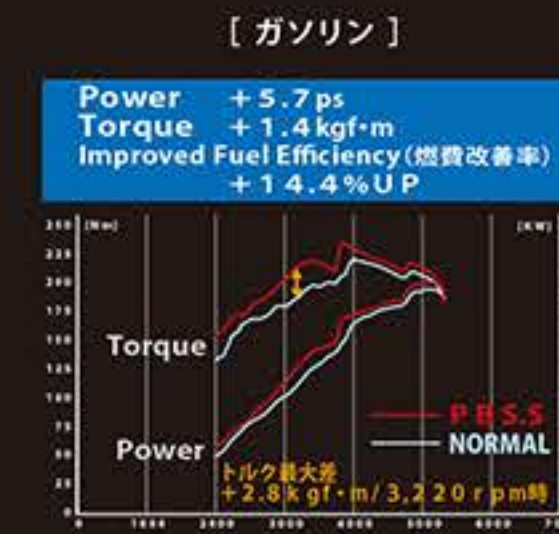 [ ガソリン ]
Power +5.7ps
Torque +1.4kgf・m
Improved Fuel Efficiency(燃費改善率)
+14.4%UP
250 [Nm] [KW]
225
200
175
150
125
100
75
50
25
0
Torque
Power
P B S.S
NORMAL
トルク最大差
+2.8kgf・m/3,220rpm時
0 1000 2000 3000 4000 5000 6000